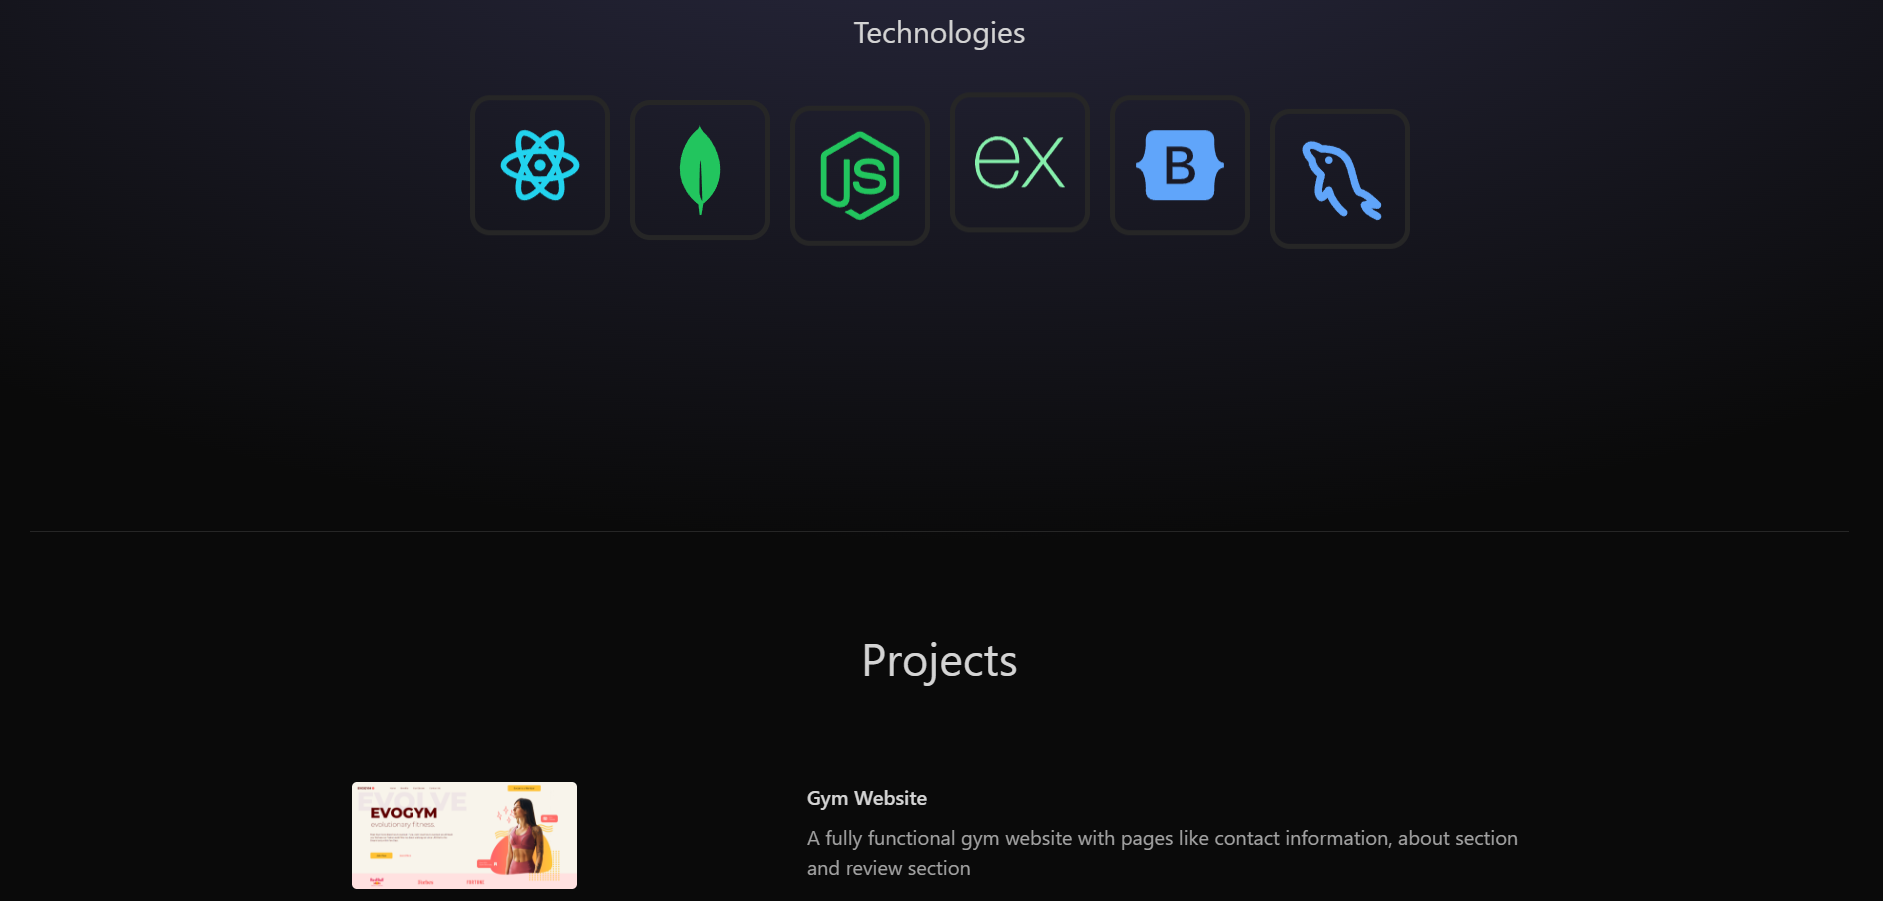 Technologies
JS
ex
B
Projects
EVOLVE
EVOGYM
evolutionary fitness
Gym Website
A fully functional gym website with pages like contact information, about section
and review section